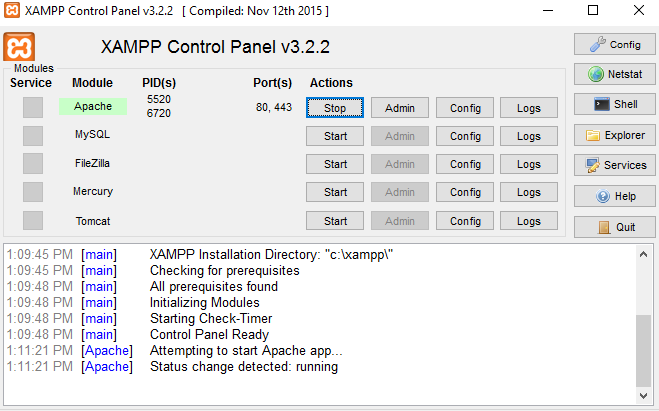 XAMPP Control Panel v3.2.2 [ Compiled: Nov 12th 2015 ]
XAMPP Control Panel v3.2.2
Config
Modules
Service Module PID(s) Port(s) Actions
Netstat
Apache 5520 6720 80, 443 Stop Admin Config Logs
Shell
MySQL Start Admin Config Logs
Explorer
FileZilla Start Admin Config Logs
Services
Mercury Start Admin Config Logs
Help
Tomcat Start Admin Config Logs
Quit
1:09:45 PM [main] XAMPP Installation Directory: "c:\xampp\"
1:09:45 PM [main] Checking for prerequisites
1:09:48 PM [main] All prerequisites found
1:09:48 PM [main] Initializing Modules
1:09:48 PM [main] Starting Check-Timer
1:09:48 PM [main] Control Panel Ready
1:11:21 PM [Apache] Attempting to start Apache app...
1:11:21 PM [Apache] Status change detected: running